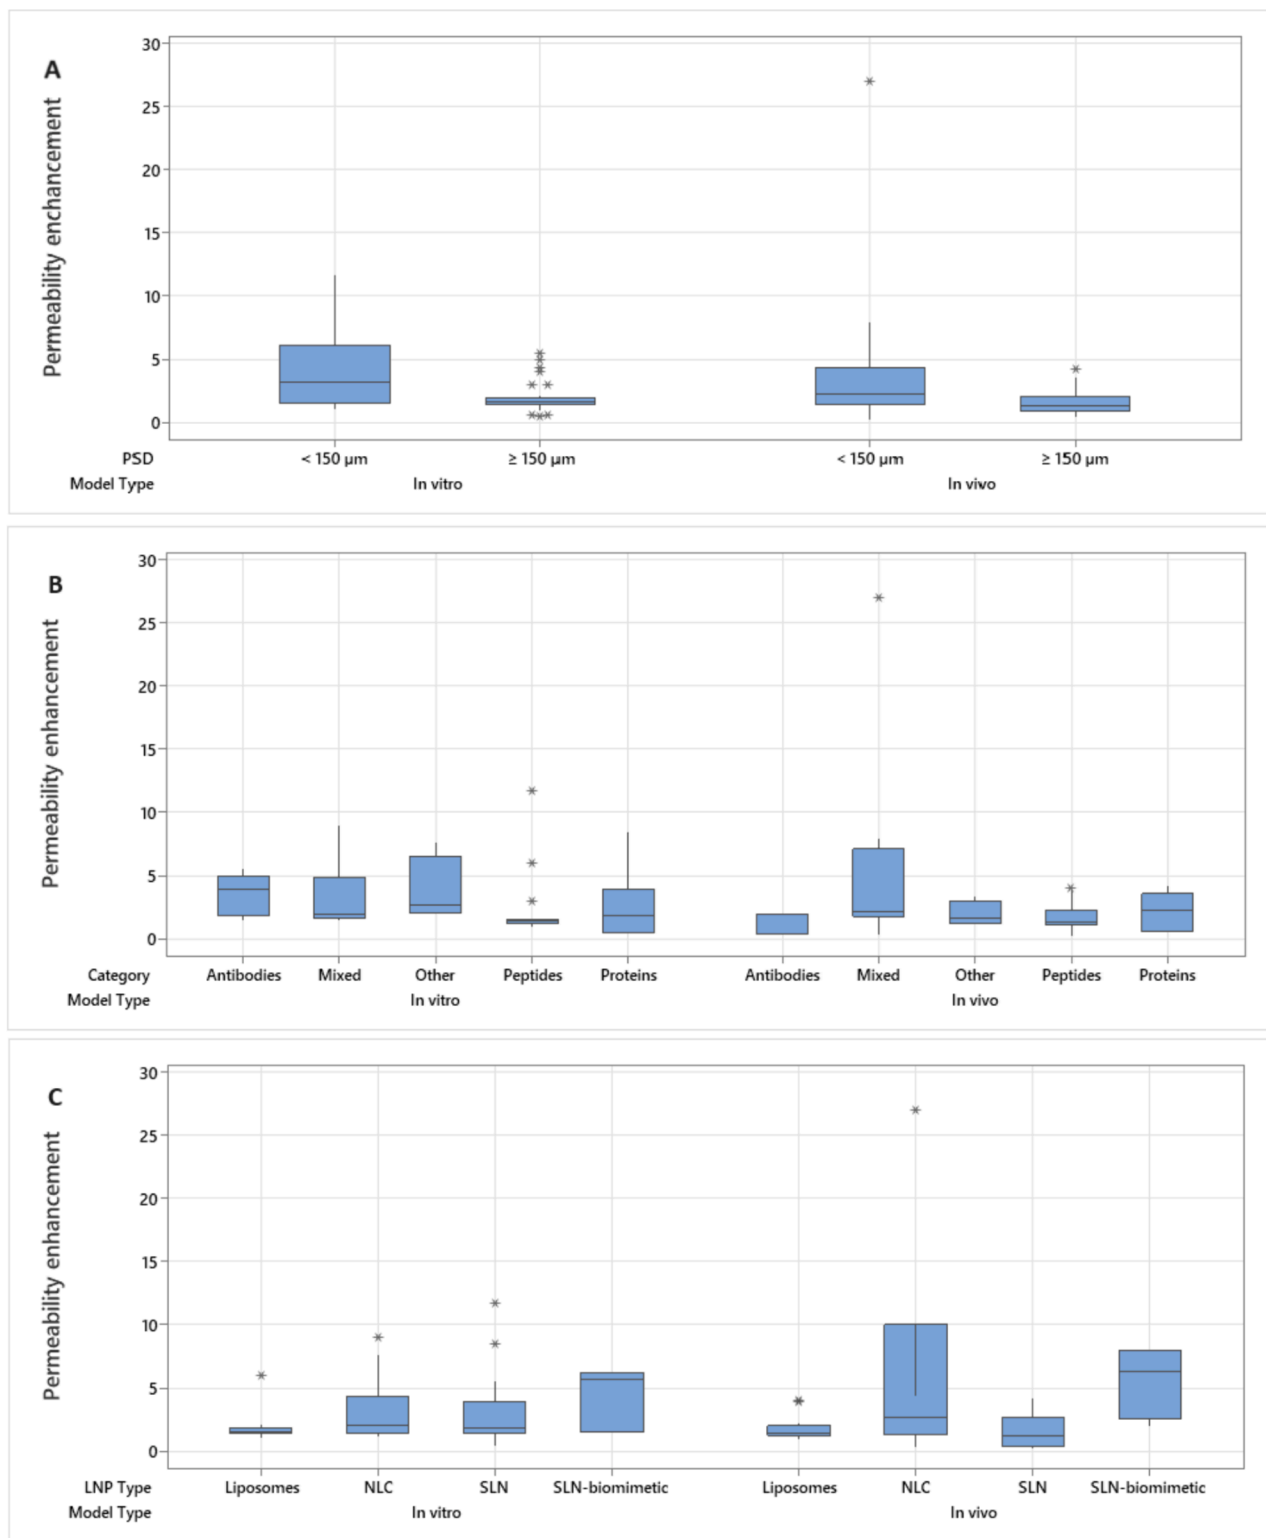 A
Permeability enchancement
30
25
20
15
10
5
0
PSD < 150 µm ≥ 150 µm < 150 µm ≥ 150 µm
Model Type In vitro In vivo
B
Permeability enhancement
30
25
20
15
10
5
0
Category Antibodies Mixed Other Peptides Proteins Antibodies Mixed Other Peptides Proteins
Model Type In vitro In vivo
C
Permeability enhancement
30
25
20
15
10
5
0
LNP Type Liposomes NLC SLN SLN-biomimetic Liposomes NLC SLN SLN-biomimetic
Model Type In vitro In vivo